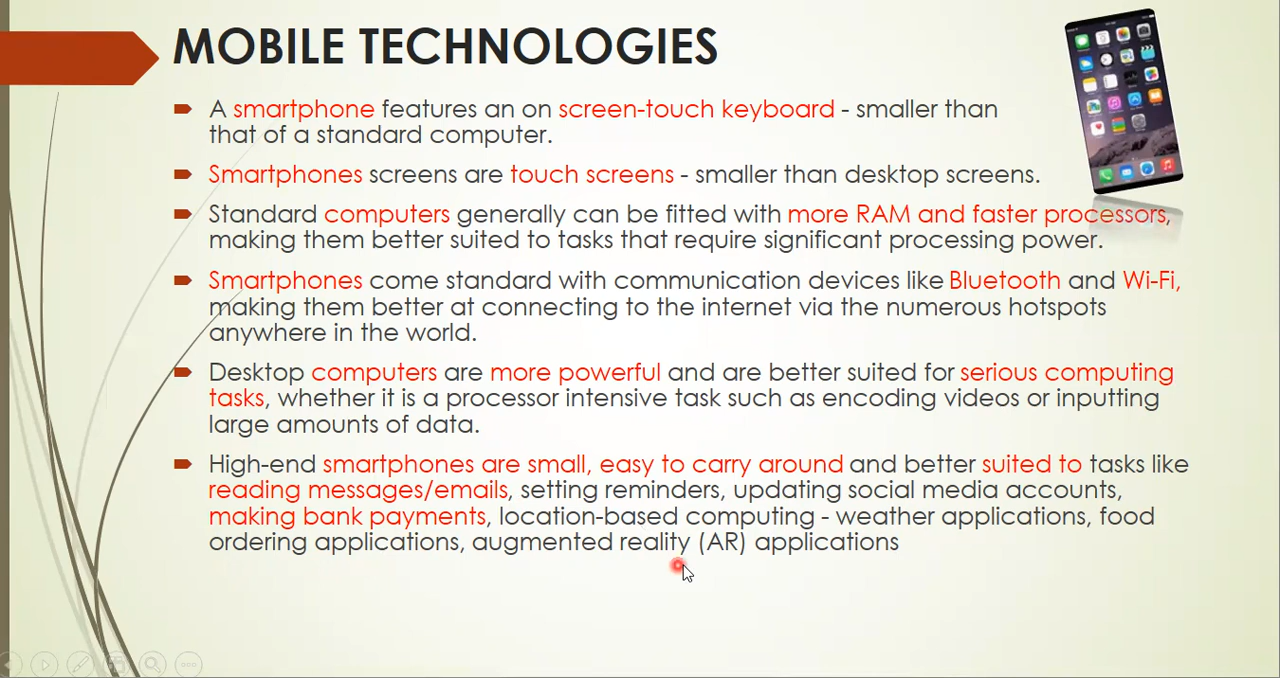 MOBILE TECHNOLOGIES
A smartphone features an on screen-touch keyboard - smaller than
that of a standard computer.
Smartphones screens are touch screens - smaller than desktop screens.
Standard computers generally can be fitted with more RAM and faster processors,
making them better suited to tasks that require significant processing power.
Smartphones come standard with communication devices like Bluetooth and Wi-Fi,
making them better at connecting to the internet via the numerous hotspots
anywhere in the world.
Desktop computers are more powerful and are better suited for serious computing
tasks, whether it is a processor intensive task such as encoding videos or inputting
large amounts of data.
High-end smartphones are small, easy to carry around and better suited to tasks like
reading messages/emails, setting reminders, updating social media accounts,
making bank payments, location-based computing - weather applications, food
ordering applications, augmented reality (AR) applications